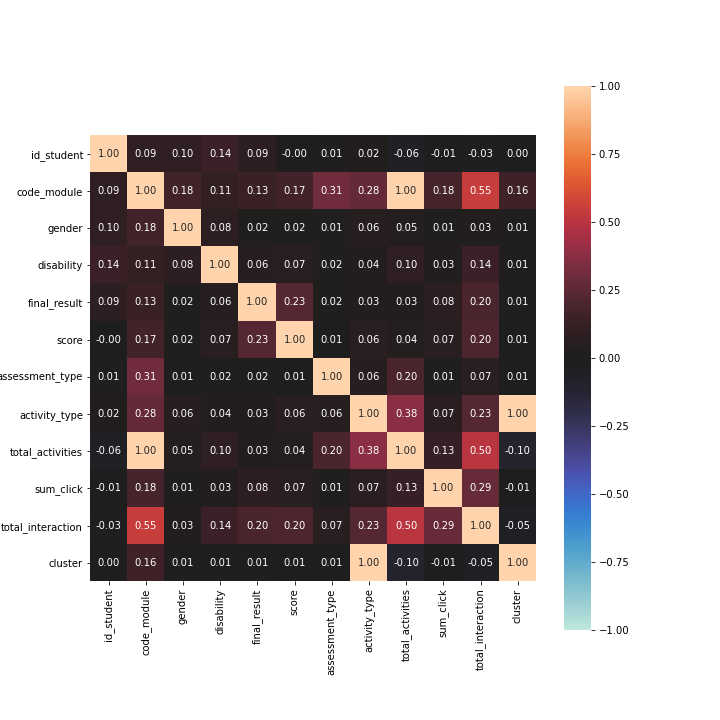 id_student 1.00 0.09 0.10 0.14 0.09 -0.00 0.01 0.02 -0.06 -0.01 -0.03 0.00
code_module 0.09 1.00 0.18 0.11 0.13 0.17 0.31 0.28 1.00 0.18 0.55 0.16
gender 0.10 0.18 1.00 0.08 0.02 0.02 0.01 0.06 0.05 0.01 0.03 0.01
disability 0.14 0.11 0.08 1.00 0.06 0.07 0.02 0.04 0.10 0.03 0.14 0.01
final_result 0.09 0.13 0.02 0.06 1.00 0.23 0.02 0.03 0.03 0.08 0.20 0.01
score -0.00 0.17 0.02 0.07 0.23 1.00 0.01 0.06 0.04 0.07 0.20 0.01
assessment_type 0.01 0.31 0.01 0.02 0.02 0.01 1.00 0.06 0.20 0.01 0.07 0.01
activity_type 0.02 0.28 0.06 0.04 0.03 0.06 0.06 1.00 0.38 0.07 0.23 1.00
total_activities -0.06 1.00 0.05 0.10 0.03 0.04 0.20 0.38 1.00 0.13 0.50 -0.10
sum_click -0.01 0.18 0.01 0.03 0.08 0.07 0.01 0.07 0.13 1.00 0.29 -0.01
total_interaction -0.03 0.55 0.03 0.14 0.20 0.20 0.07 0.23 0.50 0.29 1.00 -0.05
cluster 0.00 0.16 0.01 0.01 0.01 0.01 0.01 1.00 -0.10 -0.01 -0.05 1.00
id_student code_module gender disability final_result score assessment_type activity_type total_activities sum_click total_interaction cluster
1.00
0.75
0.50
0.25
0.00
−0.25
−0.50
−0.75
−1.00